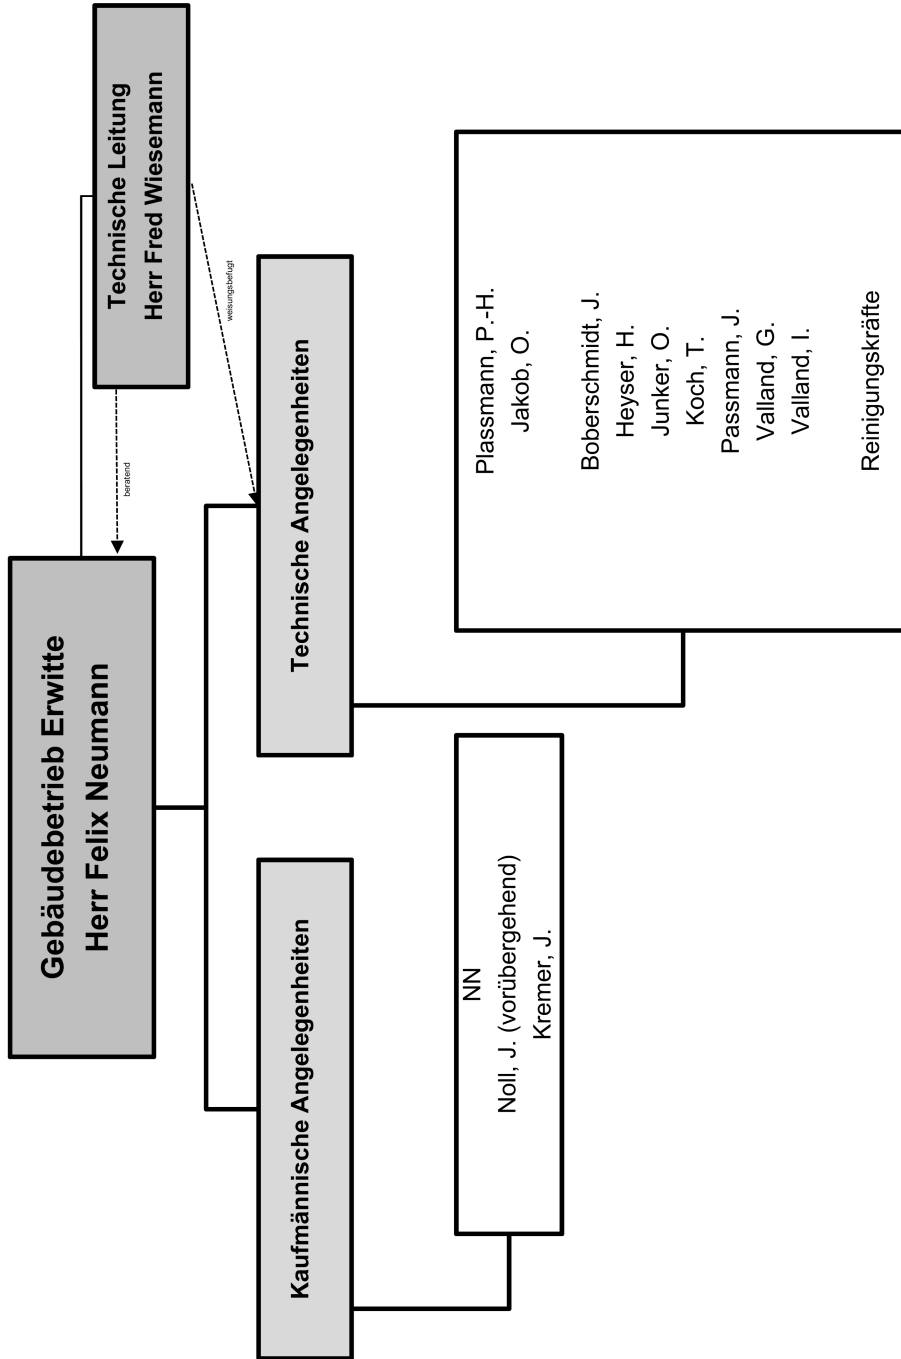 Gebäudebetrieb Erwitte
Herr Felix Neumann
beratend
Technische Leitung
Herr Fred Wiesemann
weisungsbefugt
Kaufmännische Angelegenheiten
Technische Angelegenheiten
NN
Noll, J. (vorübergehend)
Kremer, J.
Plassmann, P.-H.
Jakob, O.
Boberschmidt, J.
Heyser, H.
Junker, O.
Koch, T.
Passmann, J.
Valland, G.
Valland, I.
Reinigungskräfte